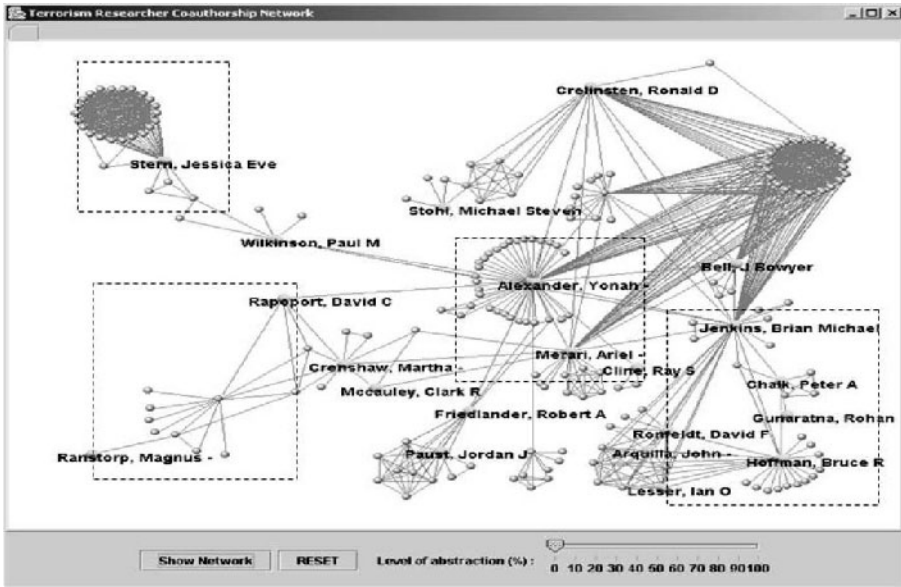 Terrorism Researcher Coauthorship Network
Crelinsten, Ronald D
Stern, Jessica Eve
Stohl, Michael Steven
Wilkinson, Paul M
Bell, J Bowyer
Alexander, Yonah -
Rapoport, David C
Jenkins, Brian Michael
Merari, Ariel -
Crenshaw, Martha -
Cline, Ray S
Mccauley, Clark R
Chalk, Peter A
Friedlander, Robert A
Gunaratna, Rohan
Ronfeldt, David F
Ranstorp, Magnus -
Paust, Jordan J
Arquilla, John -
Hoffman, Bruce R
Lesser, Ian O
Show Network RESET Level of abstraction (%) :
0 10 20 30 40 50 60 70 80 90 100